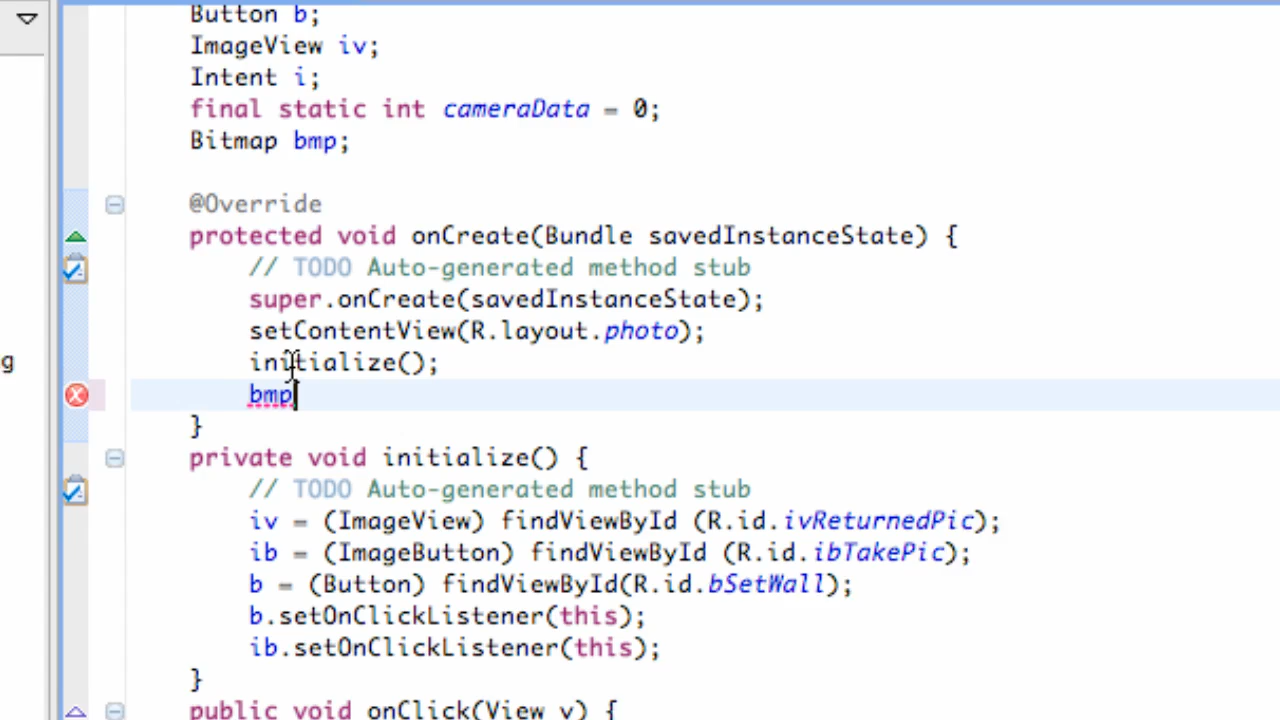 Button b;
ImageView iv;
Intent i;
final static int cameraData = 0;
Bitmap bmp;
@Override
protected void onCreate(Bundle savedInstanceState) {
// TODO Auto-generated method stub
super.onCreate(savedInstanceState);
setContentView(R.layout.photo);
initialize();
g
bmp
}
private void initialize() {
// TODO Auto-generated method stub
iv = (ImageView) findViewById (R.id.ivReturnedPic);
ib = (ImageButton) findViewById (R.id.ibTakePic);
b = (Button) findViewById(R.id.bSetWall);
b.setOnClickListener(this);
ib.setOnClickListener(this);
}
public void onClick(View v) {